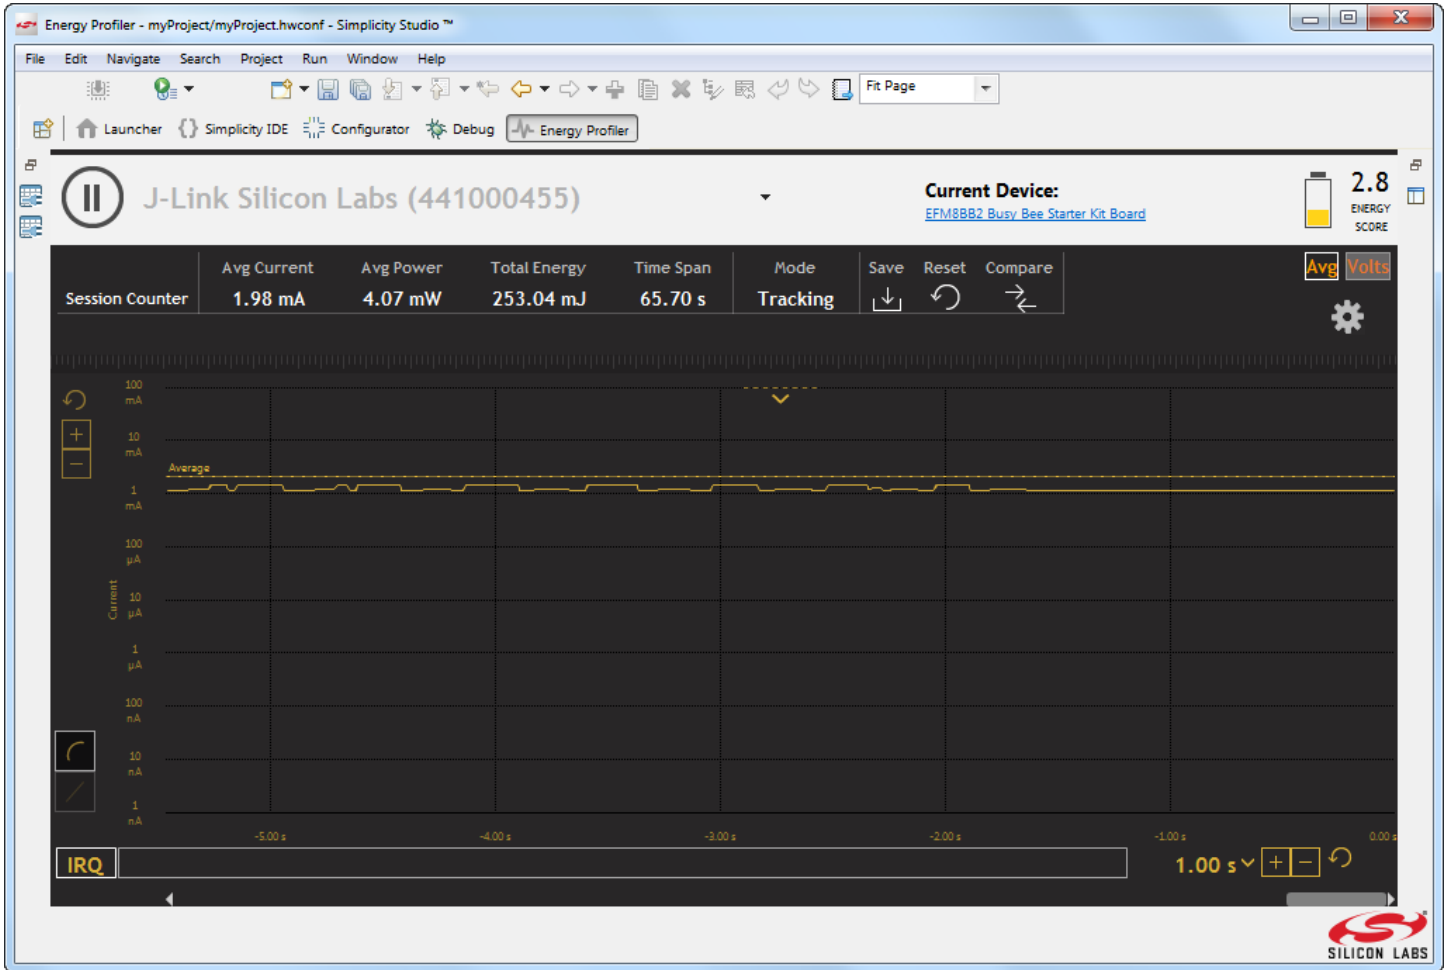 Energy Profiler - myProject/myProject.hwconf - Simplicity Studio ™
File Edit Navigate Search Project Run Window Help
Fit Page
Launcher Simplicity IDE Configurator Debug Energy Profiler
J-Link Silicon Labs (441000455)
Current Device:
EFM8BB2 Busy Bee Starter Kit Board
2.8
ENERGY
SCORE
Avg Current Avg Power Total Energy Time Span Mode Save Reset Compare
Avg Volts
Session Counter 1.98 mA 4.07 mW 253.04 mJ 65.70 s Tracking
100
mA
10
mA
Average
1
mA
100
µA
Current
10
µA
1
µA
100
nA
10
nA
1
nA
-5.00 s -4.00 s -3.00 s -2.00 s -1.00 s 0.00 s
IRQ
1.00 s
SILICON LABS